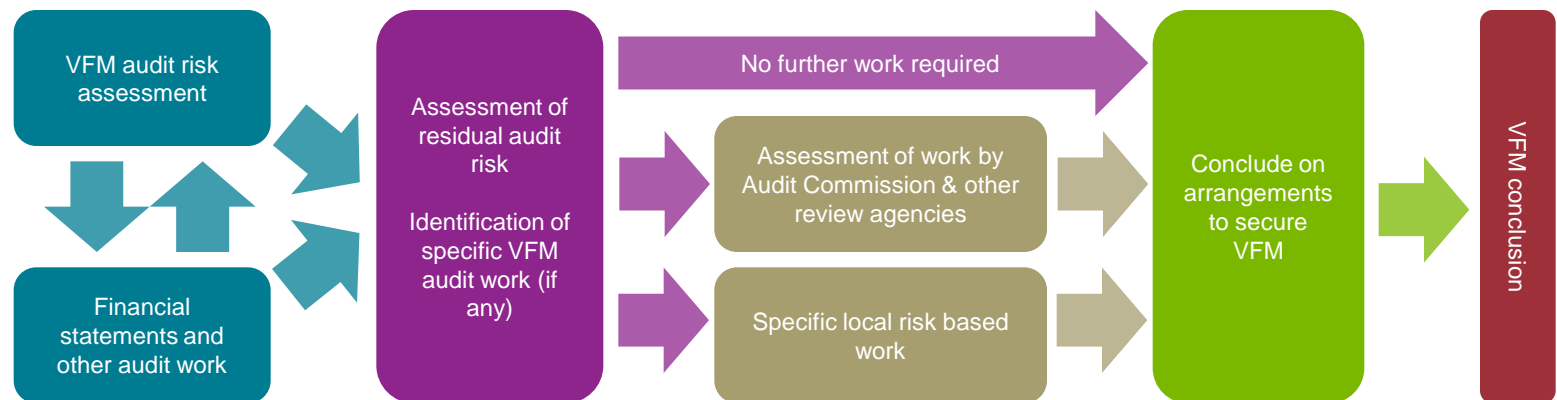 VFM audit risk
assessment
Financial
statements and
other audit work
Assessment of
residual audit
risk
Identification of
specific VFM
audit work (if
any)
No further work required
Assessment of work by
Audit Commission & other
review agencies
Specific local risk based
work
Conclude on
arrangements
to secure
VFM
VFM conclusion